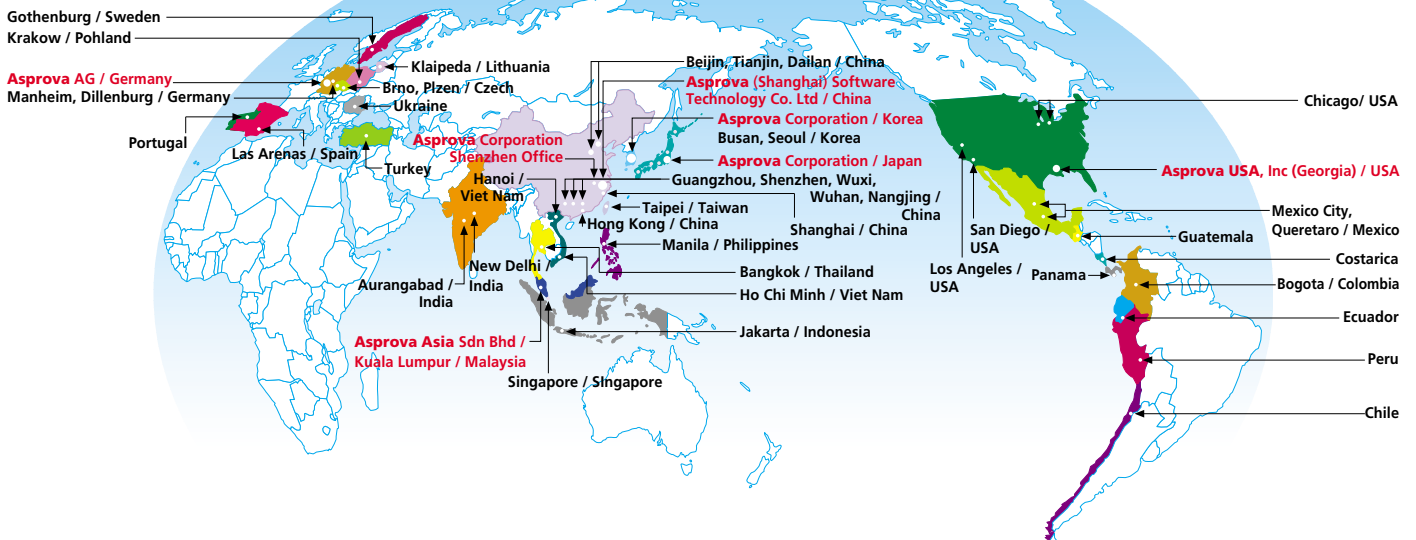 Gothenburg / Sweden
Krakow / Pohland
Asprova AG / Germany
Manheim, Dillenburg / Germany
Portugal
Las Arenas / Spain
Klaipeda / Lithuania
Brno, Plzen / Czech
Ukraine
Turkey
Asprova Corporation
Shenzhen Office
Hanoi /
Viet Nam
New Delhi /
India
Aurangabad /
India
Asprova Asia Sdn Bhd /
Kuala Lumpur / Malaysia
Singapore / SIngapore
Beijin, Tianjin, Dailan / China
Asprova (Shanghai) Software
Technology Co. Ltd / China
Asprova Corporation / Korea
Busan, Seoul / Korea
Asprova Corporation / Japan
Guangzhou, Shenzhen, Wuxi,
Wuhan, Nangjing /
China
Taipei / Taiwan
Hong Kong / China
Shanghai / China
Manila / Philippines
Bangkok / Thailand
Ho Chi Minh / Viet Nam
Jakarta / Indonesia
Chicago/ USA
Asprova USA, Inc (Georgia) / USA
San Diego /
USA
Los Angeles /
USA
Mexico City,
Queretaro / Mexico
Guatemala
Costarica
Panama
Bogota / Colombia
Ecuador
Peru
Chile